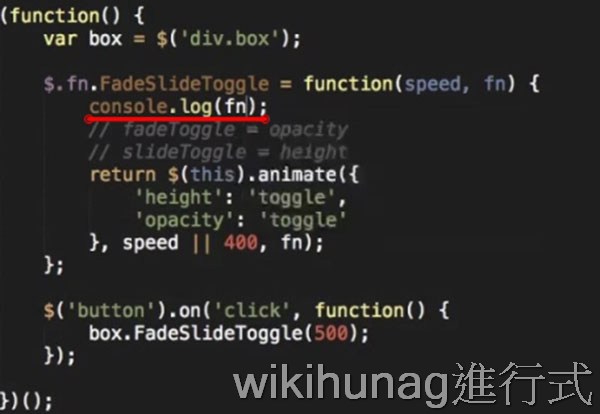 (function() {
    var box = $('div.box');

    $.fn.FadeSlideToggle = function(speed, fn) {
        console.log(fn);
        // fadeToggle = opacity
        // slideToggle = height
        return $(this).animate({
            'height': 'toggle',
            'opacity': 'toggle'
        }, speed || 400, fn);
    };

    $('button').on('click', function() {
        box.FadeSlideToggle(500);
    });

})();
wikihunag進行式